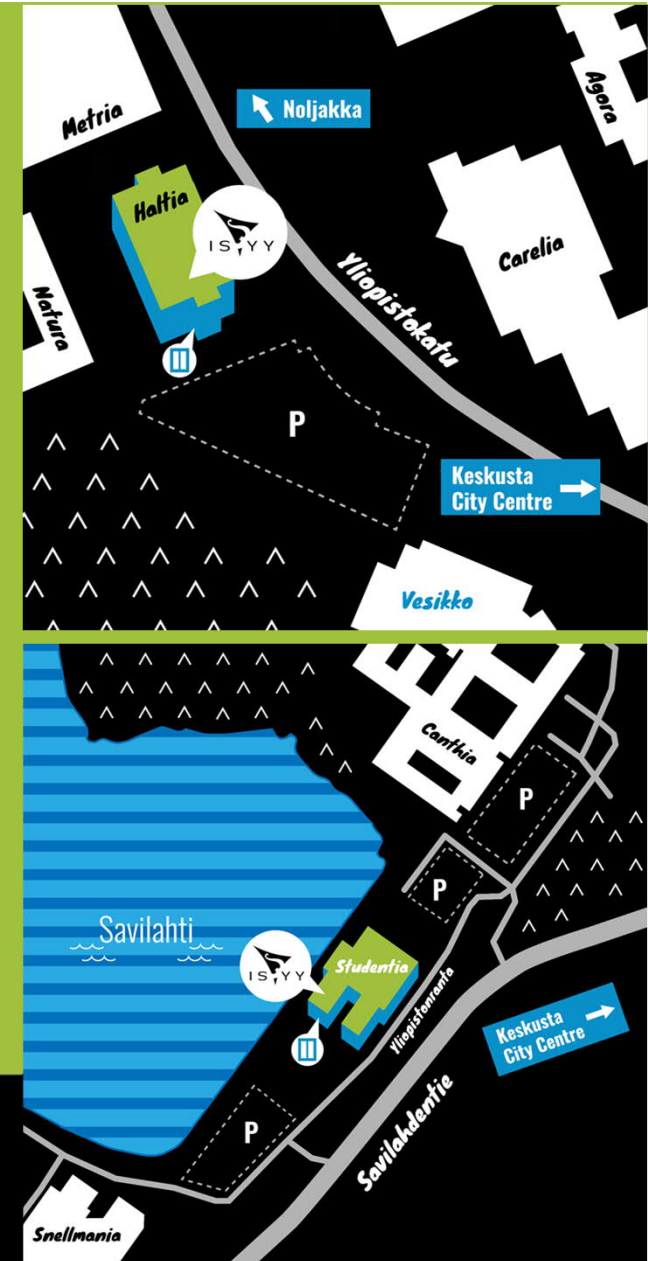 Agora
Metria
Noljakka
Haltia
ISYY
Carelia
Yliopistokatu
Natura
P
Keskusta
City Centre
Vesikko
Canthia
P
P
Savilahti
ISYY
Studentia
Yliopistonranta
Keskusta
City Centre
P
Savilahdentie
Snellmania